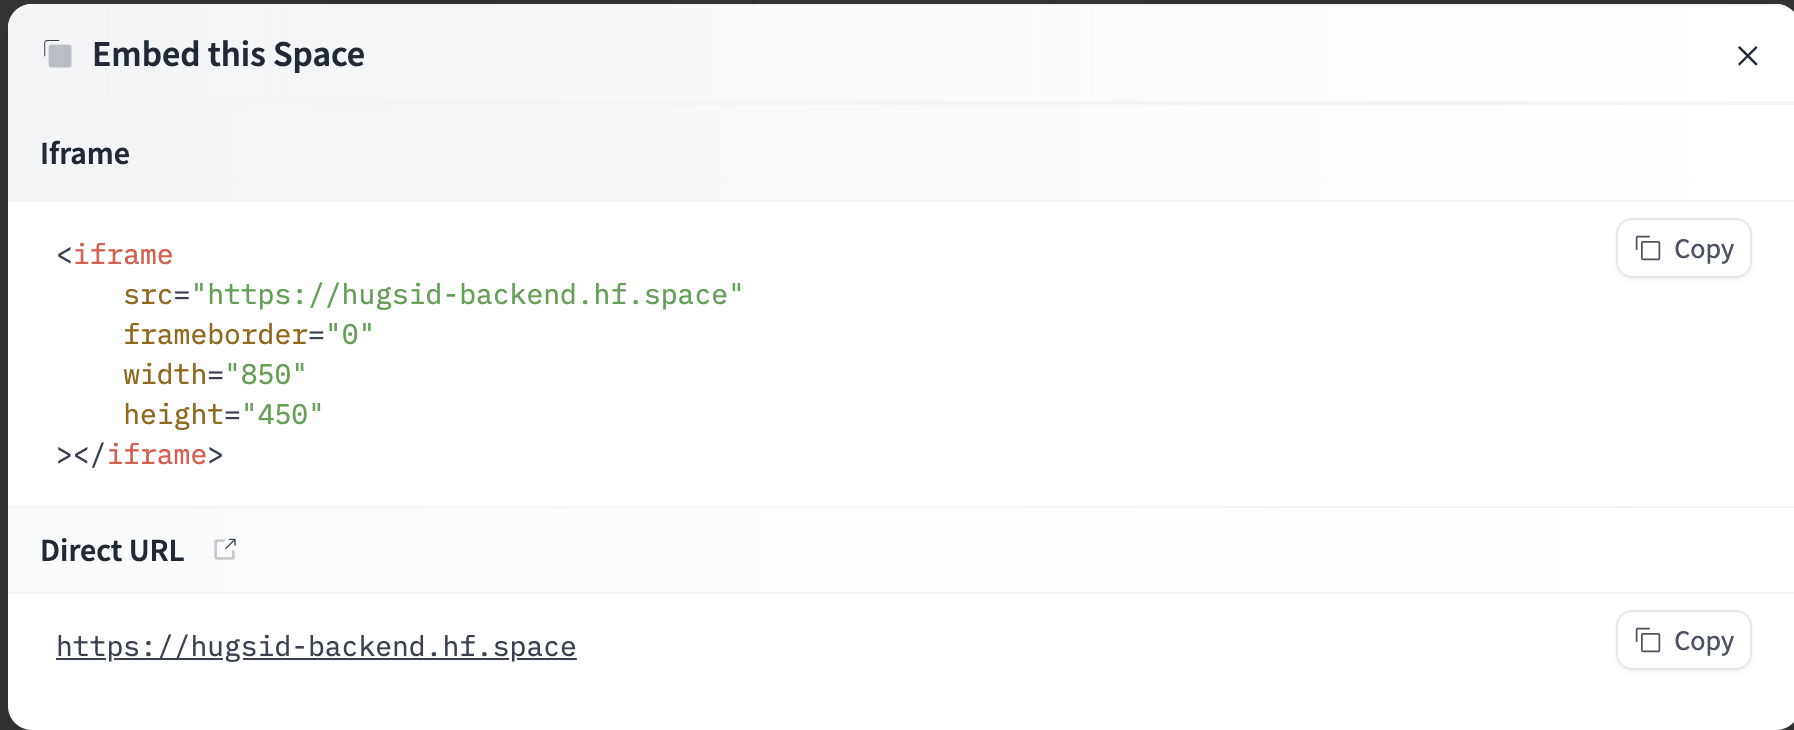 Embed this Space
Iframe
<iframe
    src="https://hugsid-backend.hf.space"
    frameborder="0"
    width="850"
    height="450"
></iframe>
Copy
Direct URL
https://hugsid-backend.hf.space
Copy